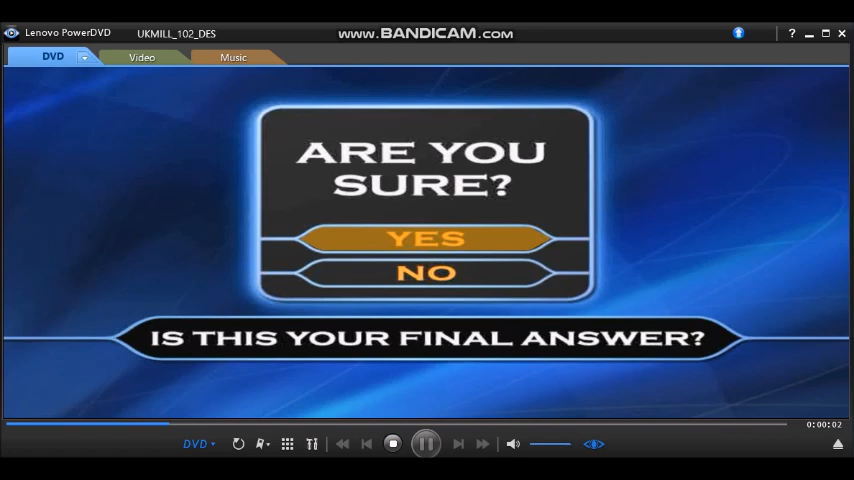 Lenovo PowerDVD
UKMILL_102_DES
www.BANDICAM.com
?
DVD
Video
Music
ARE YOU
SURE?
YES
NO
IS THIS YOUR FINAL ANSWER?
0:00:02
DVD